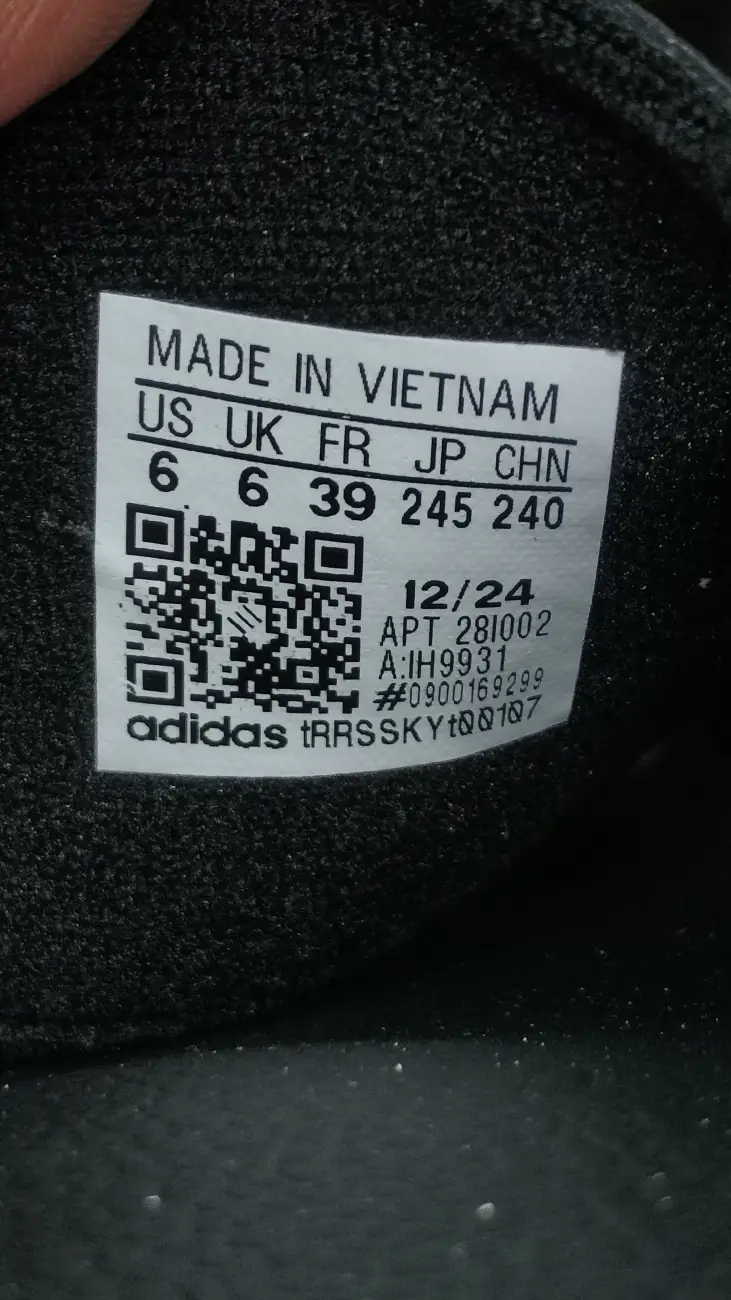 MADE IN VIETNAM
US UK FR JP CHN
6 6 39 245 240
12/24
APT 28I002
A:IH9931
#0900169299
adidas tRRSSKYt00107